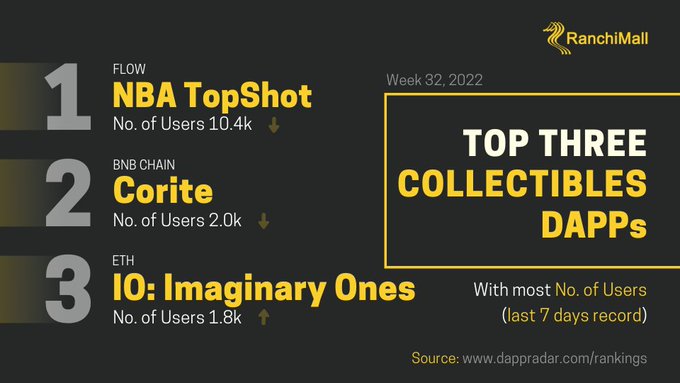 RanchiMall
Week 32, 2022
TOP THREE
COLLECTIBLES
DAPPs
1
FLOW
NBA TopShot
No. of Users 10.4k
2
BNB CHAIN
Corite
No. of Users 2.0k
3
ETH
IO: Imaginary Ones
No. of Users 1.8k
With most No. of Users
(last 7 days record)
Source: www.dappradar.com/rankings